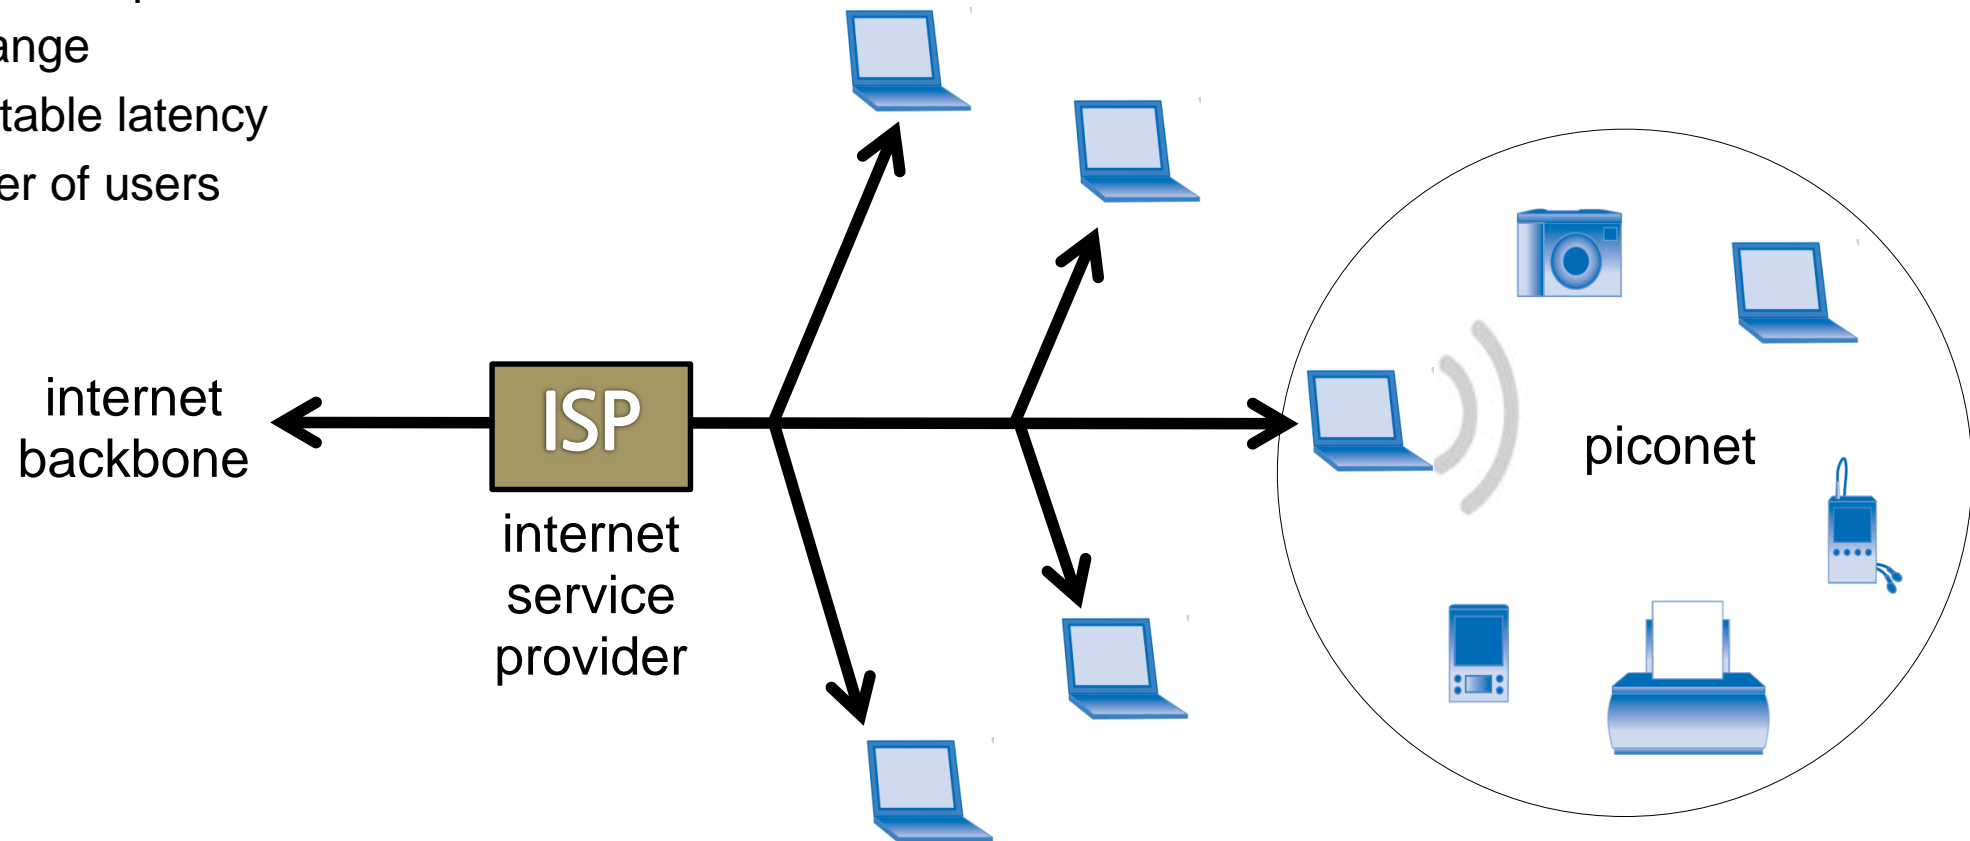 ange
table latency
er of users
internet
backbone
ISP
internet
service
provider
piconet